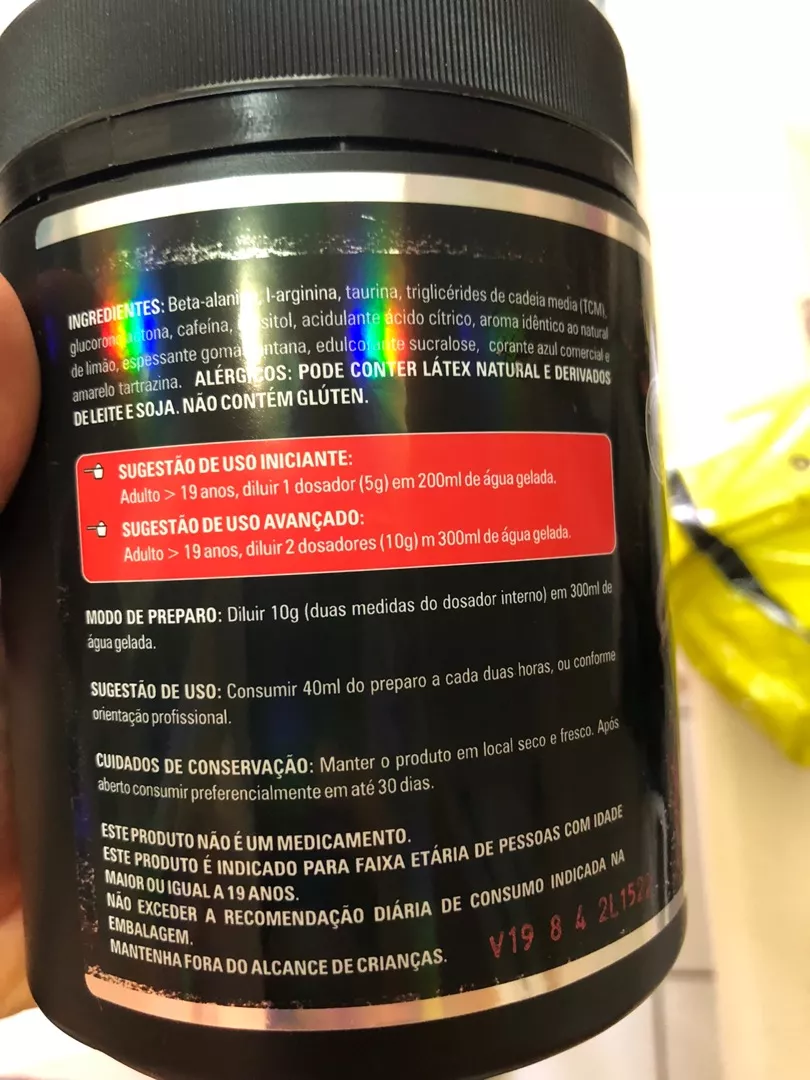 INGREDIENTES: Beta-alanina, l-arginina, taurina, triglicérides de cadeia media (TCM),
glucoronolactona, cafeína, inositol, acidulante ácido cítrico, aroma idêntico ao natural
de limão, espessante goma xantana, edulcorante sucralose, corante azul comercial e
amarelo tartrazina. ALÉRGICOS: PODE CONTER LÁTEX NATURAL E DERIVADOS
DE LEITE E SOJA. NÃO CONTÉM GLÚTEN.
SUGESTÃO DE USO INICIANTE:
Adulto > 19 anos, diluir 1 dosador (5g) em 200ml de água gelada.
SUGESTÃO DE USO AVANÇADO:
Adulto > 19 anos, diluir 2 dosadores (10g) m 300ml de água gelada.
MODO DE PREPARO: Diluir 10g (duas medidas do dosador interno) em 300ml de
água gelada.
SUGESTÃO DE USO: Consumir 40ml do preparo a cada duas horas, ou conforme
orientação profissional.
CUIDADOS DE CONSERVAÇÃO: Manter o produto em local seco e fresco. Após
aberto consumir preferencialmente em até 30 dias.
ESTE PRODUTO NÃO É UM MEDICAMENTO.
ESTE PRODUTO É INDICADO PARA FAIXA ETÁRIA DE PESSOAS COM IDADE
MAIOR OU IGUAL A 19 ANOS.
NÃO EXCEDER A RECOMENDAÇÃO DIÁRIA DE CONSUMO INDICADA NA
EMBALAGEM.
MANTENHA FORA DO ALCANCE DE CRIANÇAS.
V19 8 4